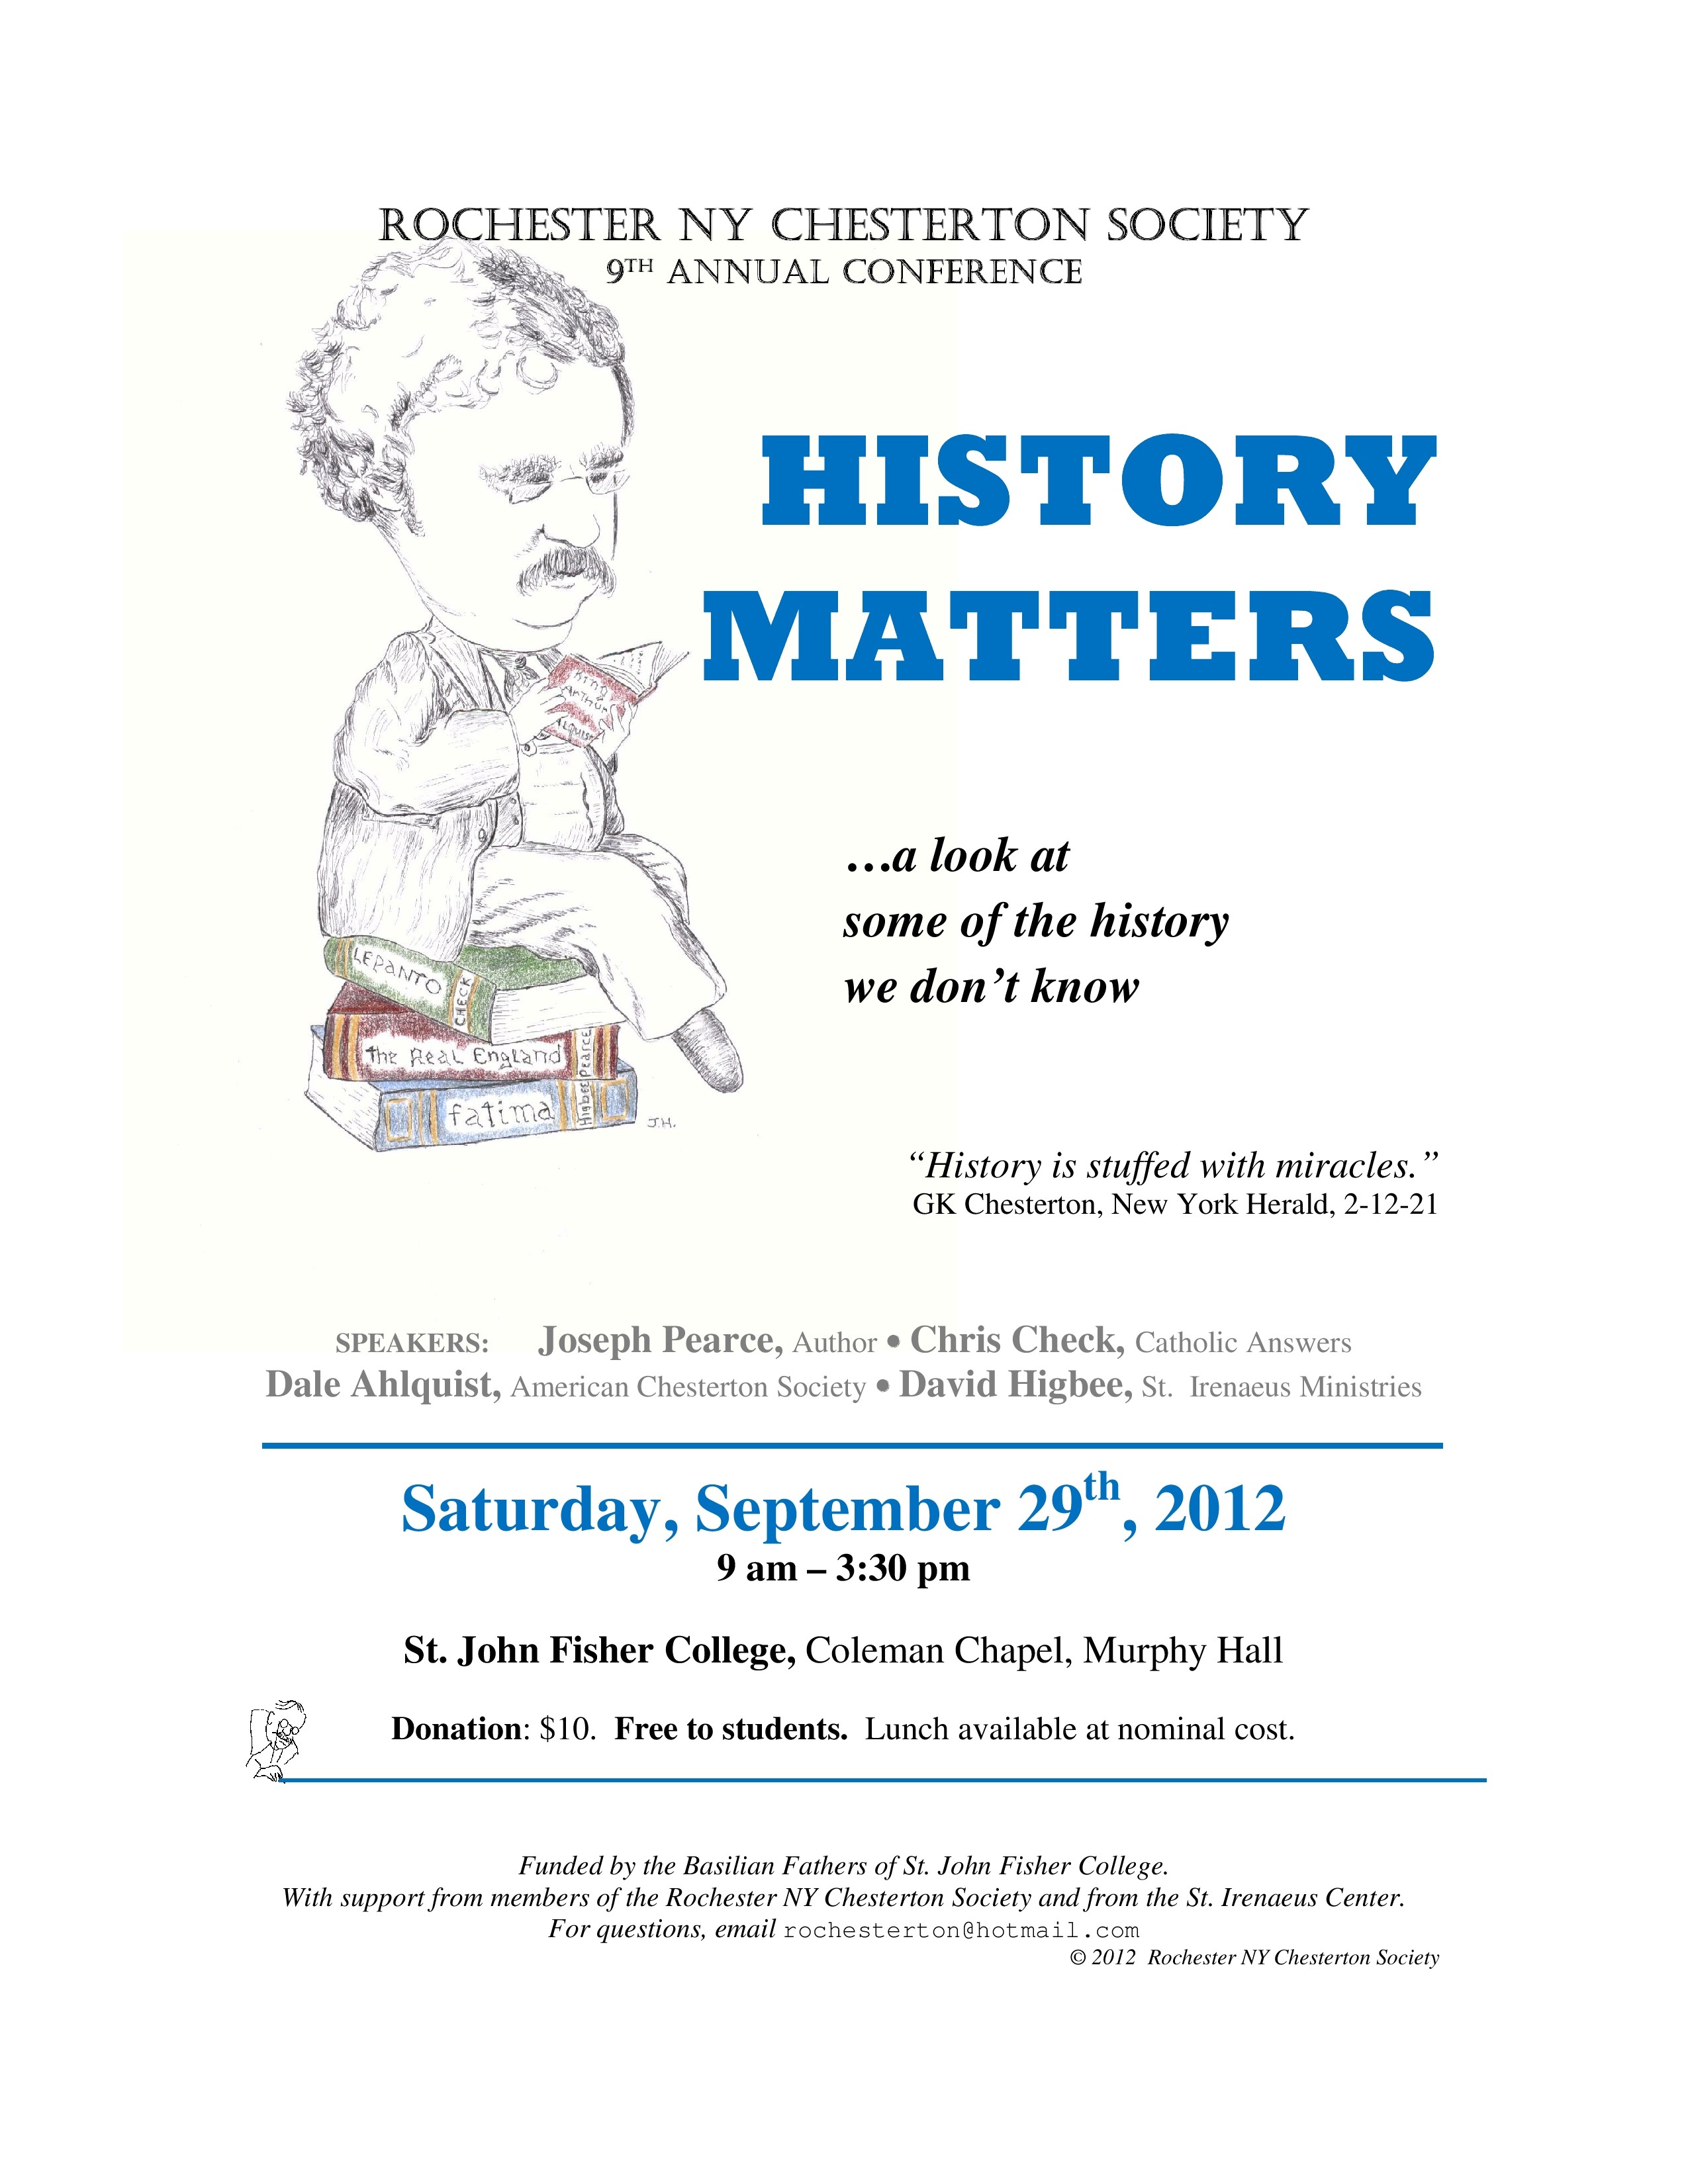 ROCHESTER NY CHESTERTON SOCIETY
9TH ANNUAL CONFERENCE
HISTORY
MATTERS
KING
ARTHUR
ALQUIST
…a look at
some of the history
we don’t know
LEPANTO
CHECK
the Real England
Pearce
fatima
Higbee
J.H.
“History is stuffed with miracles.”
GK Chesterton, New York Herald, 2-12-21
SPEAKERS: Joseph Pearce, Author • Chris Check, Catholic Answers
Dale Ahlquist, American Chesterton Society • David Higbee, St. Irenaeus Ministries
Saturday, September 29th, 2012
9 am – 3:30 pm
St. John Fisher College, Coleman Chapel, Murphy Hall
Donation: $10. Free to students. Lunch available at nominal cost.
Funded by the Basilian Fathers of St. John Fisher College.
With support from members of the Rochester NY Chesterton Society and from the St. Irenaeus Center.
For questions, email rochesterton@hotmail.com
© 2012 Rochester NY Chesterton Society